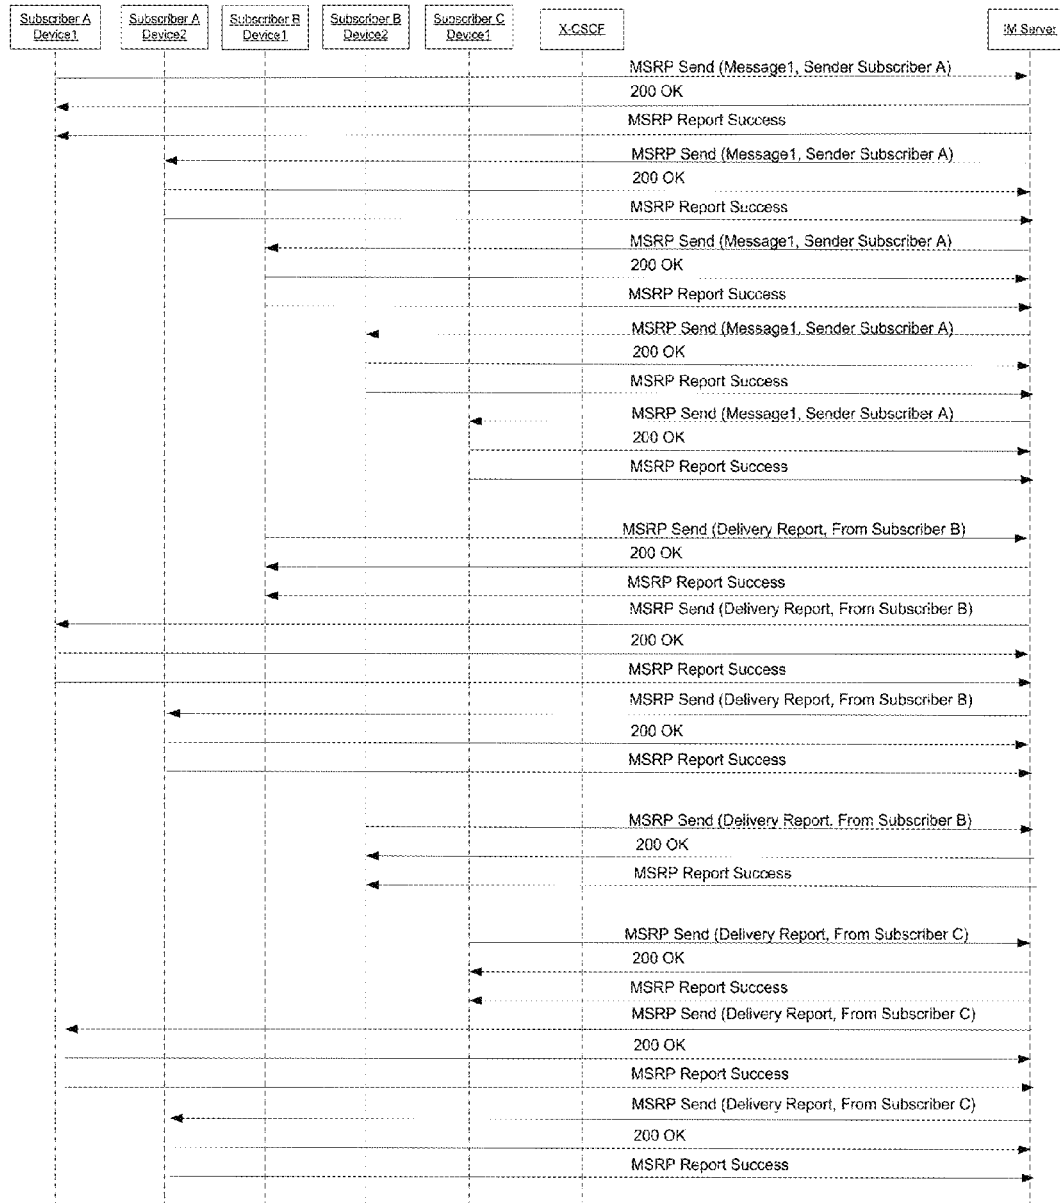 Subscriber A
Device1
Subscriber A
Device2
Subscriber B
Device1
Subscriber B
Device2
Subscriber C
Device1
X-CSCF
IM Server
MSRP Send (Message1, Sender Subscriber A)
200 OK
MSRP Report Success
MSRP Send (Message1, Sender Subscriber A)
200 OK
MSRP Report Success
MSRP Send (Message1, Sender Subscriber A)
200 OK
MSRP Report Success
MSRP Send (Message1, Sender Subscriber A)
200 OK
MSRP Report Success
MSRP Send (Message1, Sender Subscriber A)
200 OK
MSRP Report Success
MSRP Send (Delivery Report, From Subscriber B)
200 OK
MSRP Report Success
MSRP Send (Delivery Report, From Subscriber B)
200 OK
MSRP Report Success
MSRP Send (Delivery Report, From Subscriber B)
200 OK
MSRP Report Success
MSRP Send (Delivery Report, From Subscriber B)
200 OK
MSRP Report Success
MSRP Send (Delivery Report, From Subscriber C)
200 OK
MSRP Report Success
MSRP Send (Delivery Report, From Subscriber C)
200 OK
MSRP Report Success
MSRP Send (Delivery Report, From Subscriber C)
200 OK
MSRP Report Success